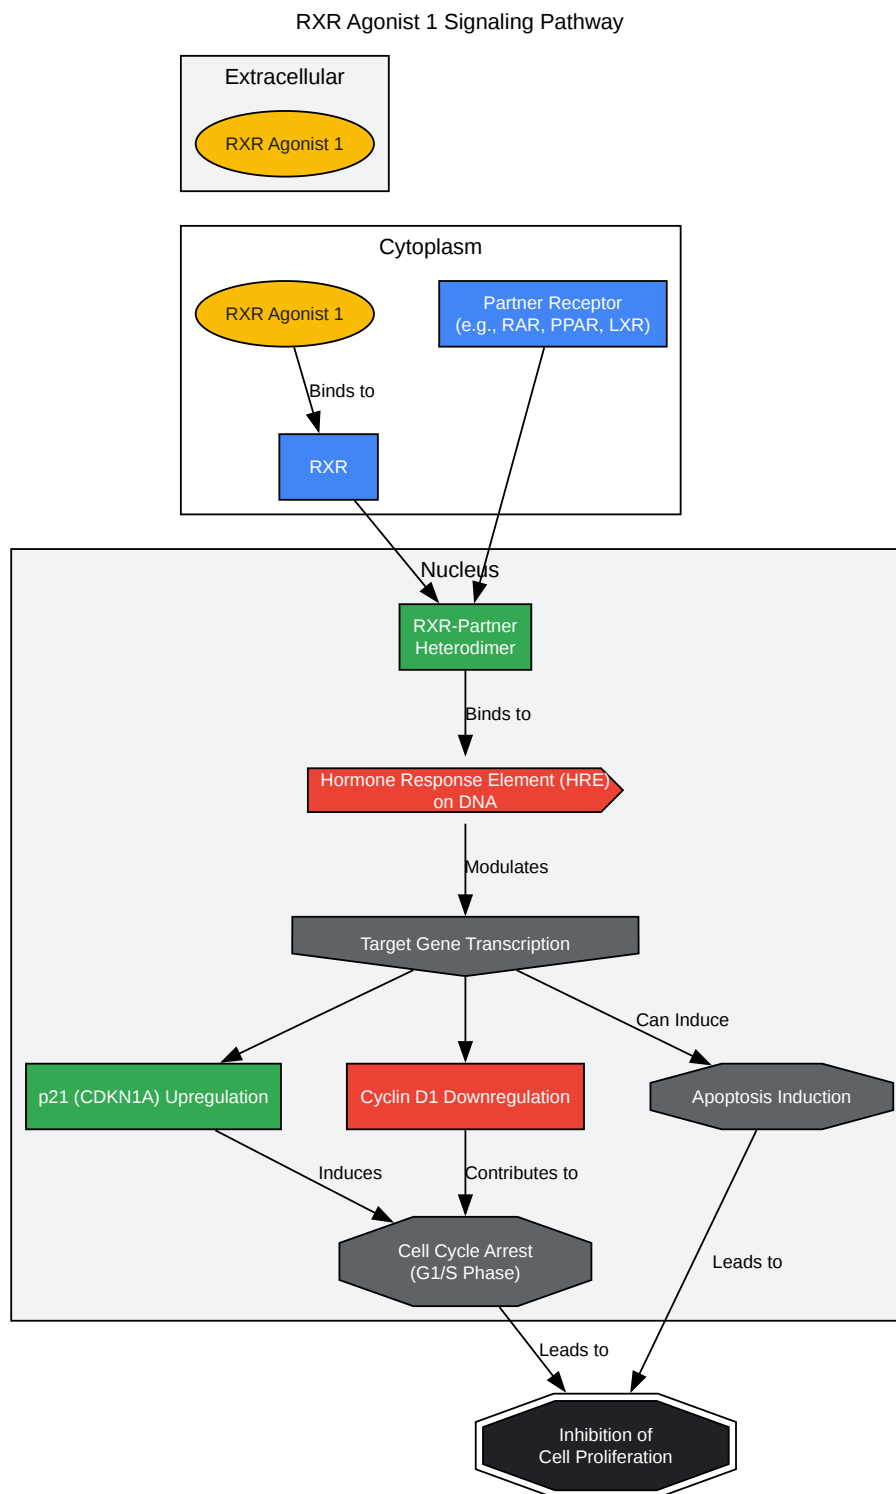 RXR Agonist 1 Signaling Pathway
Extracellular
RXR Agonist 1
Cytoplasm
RXR Agonist 1
Partner Receptor
(e.g., RAR, PPAR, LXR)
Binds to
RXR
Nucleus
RXR-Partner
Heterodimer
Binds to
Hormone Response Element (HRE)
on DNA
Modulates
Target Gene Transcription
Can Induce
p21 (CDKN1A) Upregulation
Cyclin D1 Downregulation
Apoptosis Induction
Induces
Contributes to
Cell Cycle Arrest
(G1/S Phase)
Leads to
Leads to
Inhibition of
Cell Proliferation